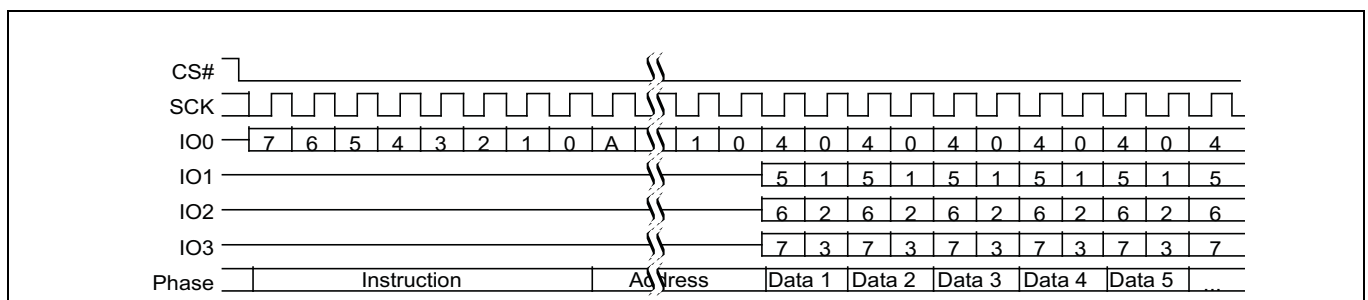 CS#
SCK
IO0 7 6 5 4 3 2 1 0 A 1 0 4 0 4 0 4 0 4 0 4 0 4
IO1 5 1 5 1 5 1 5 1 5 1 5
IO2 6 2 6 2 6 2 6 2 6 2 6
IO3 7 3 7 3 7 3 7 3 7 3 7
Phase Instruction Address Data 1 Data 2 Data 3 Data 4 Data 5 ...